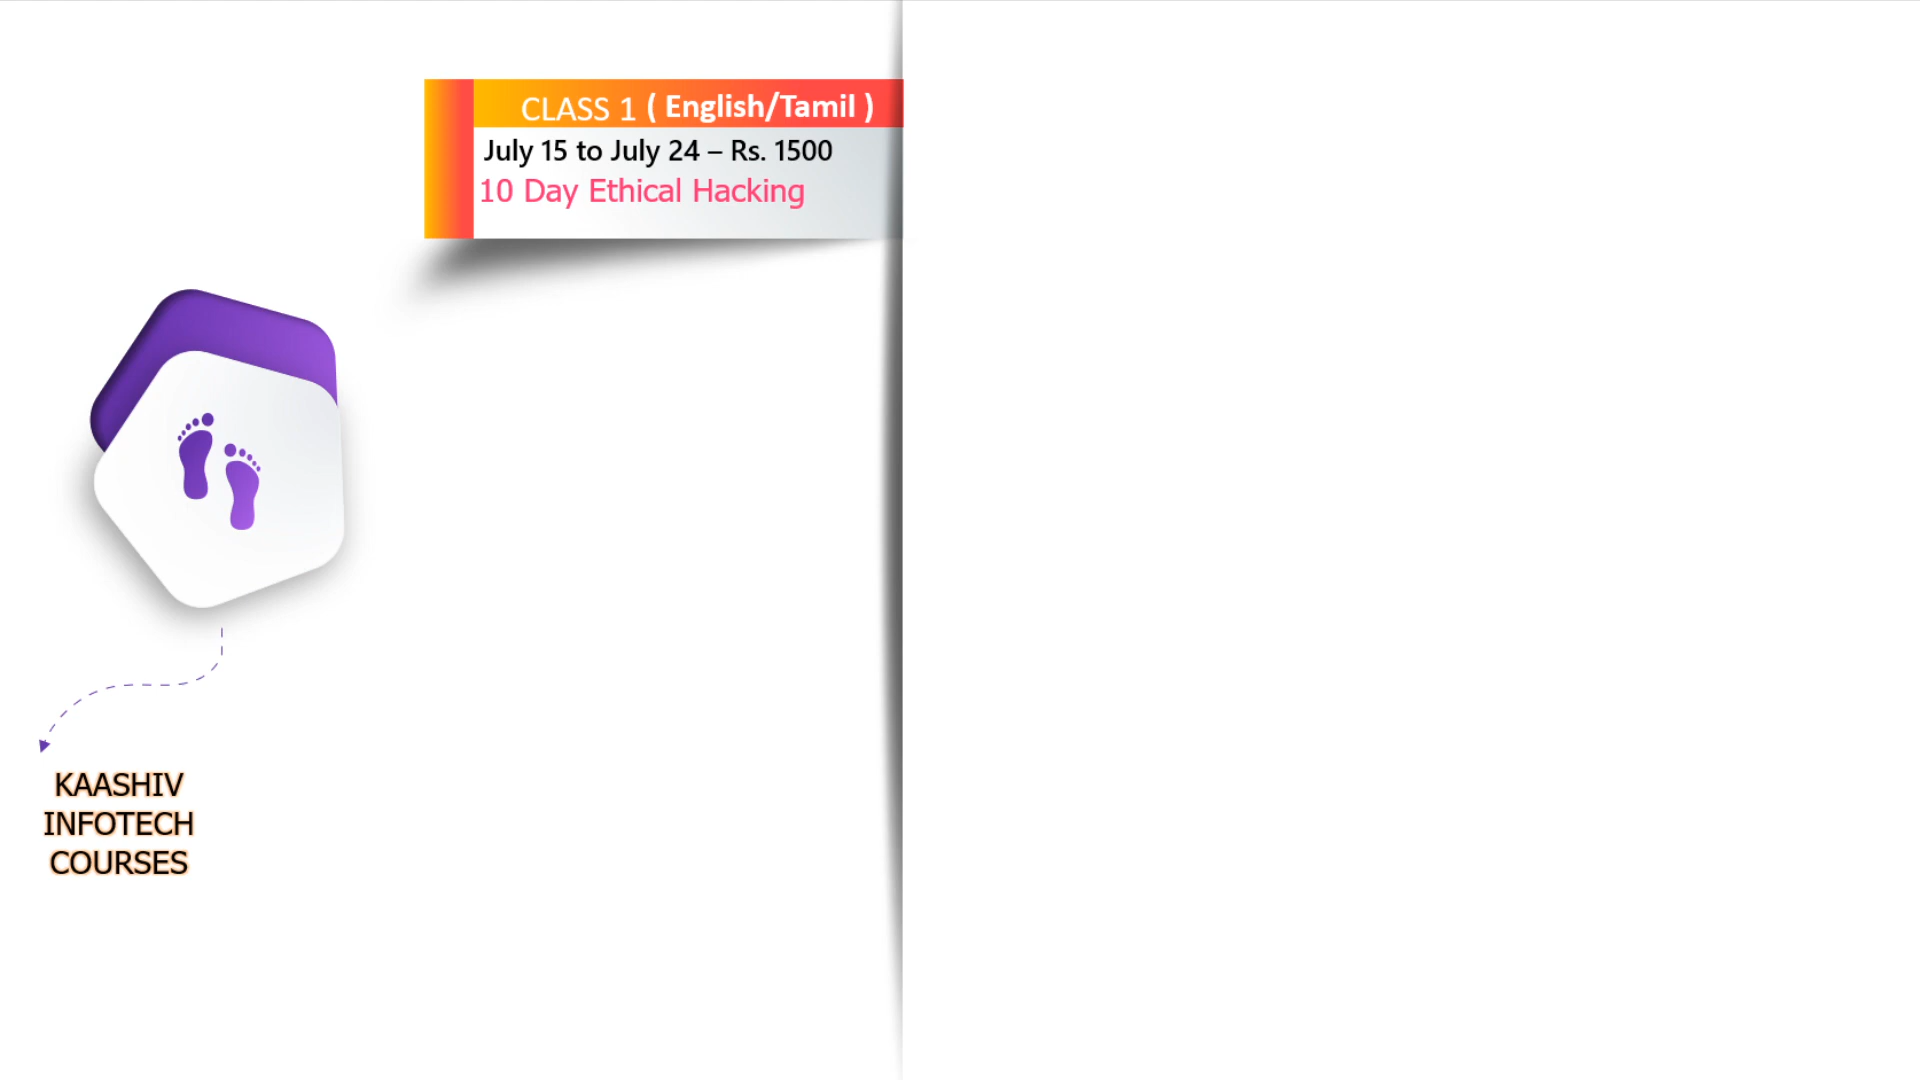 CLASS 1 ( English/Tamil )
July 15 to July 24 – Rs. 1500
10 Day Ethical Hacking
KAASHIV
INFOTECH
COURSES